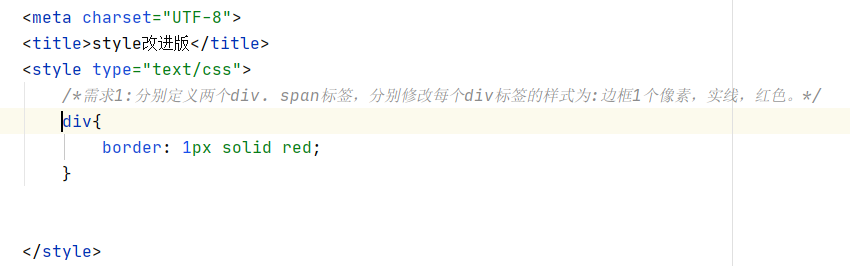 <meta charset="UTF-8">
<title>style改进版</title>
<style type="text/css">
/*需求1:分别定义两个div. span标签，分别修改每个div标签的样式为:边框1个像素，实线，红色。*/
div{
border: 1px solid red;
}
</style>